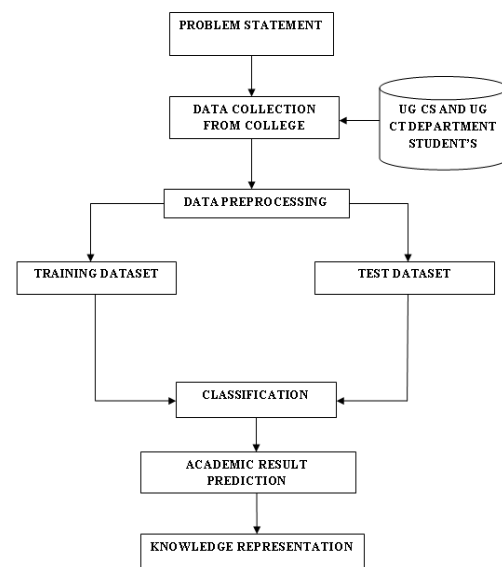 PROBLEM STATEMENT
DATA COLLECTION
FROM COLLEGE
UG CS AND UG
CT DEPARTMENT
STUDENT'S
DATA PREPROCESSING
TRAINING DATASET
TEST DATASET
CLASSIFICATION
ACADEMIC RESULT
PREDICTION
KNOWLEDGE REPRESENTATION